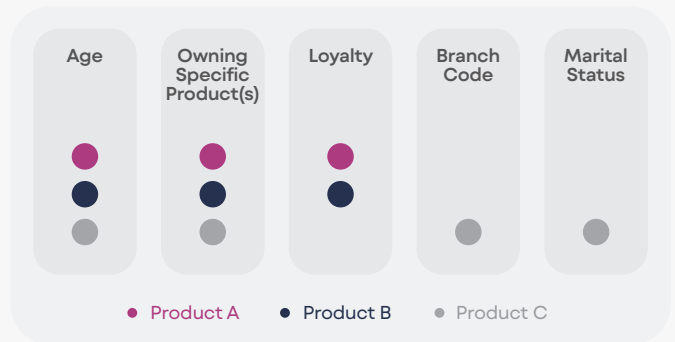 Age
Owning
Specific
Product(s)
Loyalty
Branch
Code
Marital
Status
Product A
Product B
Product C